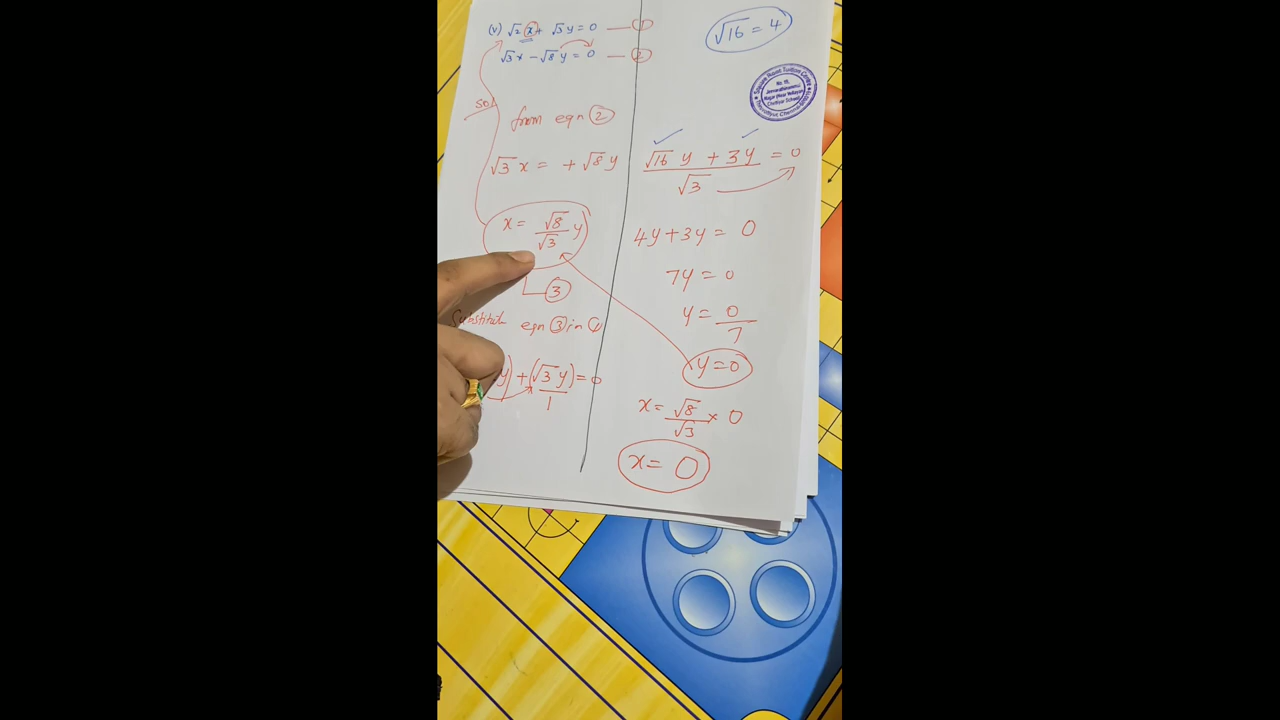 (v) √2 x + √3 y = 0 — ①
√3 x − √8 y = 0 — ②
Sol
from eqn ②
√3 x = + √8 y
x = √8/√3 y
③
eqn ③ in ①
y) + (√3 y)/1 = 0
√16 = 4
(√16 y + 3y)/√3 = 0
4y + 3y = 0
7y = 0
y = 0/7
y = 0
x = √8/√3 × 0
x = 0